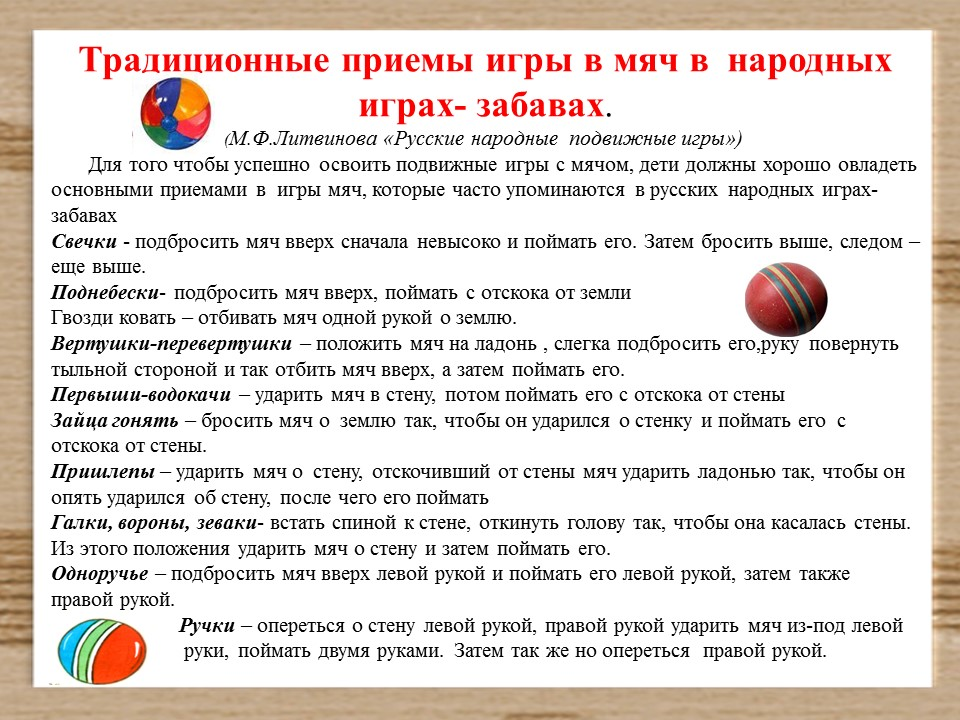 Традиционные приемы игры в мяч в народных
играх- забавах.
(М.Ф.Литвинова «Русские народные подвижные игры»)
Для того чтобы успешно освоить подвижные игры с мячом, дети должны хорошо овладеть
основными приемами в игры мяч, которые часто упоминаются в русских народных играх-
забавах
Свечки - подбросить мяч вверх сначала невысоко и поймать его. Затем бросить выше, следом –
еще выше.
Поднебески- подбросить мяч вверх, поймать с отскока от земли
Гвозди ковать – отбивать мяч одной рукой о землю.
Вертушки-перевертушки – положить мяч на ладонь , слегка подбросить его,руку повернуть
тыльной стороной и так отбить мяч вверх, а затем поймать его.
Первыши-водокачи – ударить мяч в стену, потом поймать его с отскока от стены
Зайца гонять – бросить мяч о землю так, чтобы он ударился о стенку и поймать его с
отскока от стены.
Пришлепы – ударить мяч о стену, отскочивший от стены мяч ударить ладонью так, чтобы он
опять ударился об стену, после чего его поймать
Галки, вороны, зеваки- встать спиной к стене, откинуть голову так, чтобы она касалась стены.
Из этого положения ударить мяч о стену и затем поймать его.
Одноручье – подбросить мяч вверх левой рукой и поймать его левой рукой, затем также
правой рукой.
Ручки – опереться о стену левой рукой, правой рукой ударить мяч из-под левой
руки, поймать двумя руками. Затем так же но опереться правой рукой.